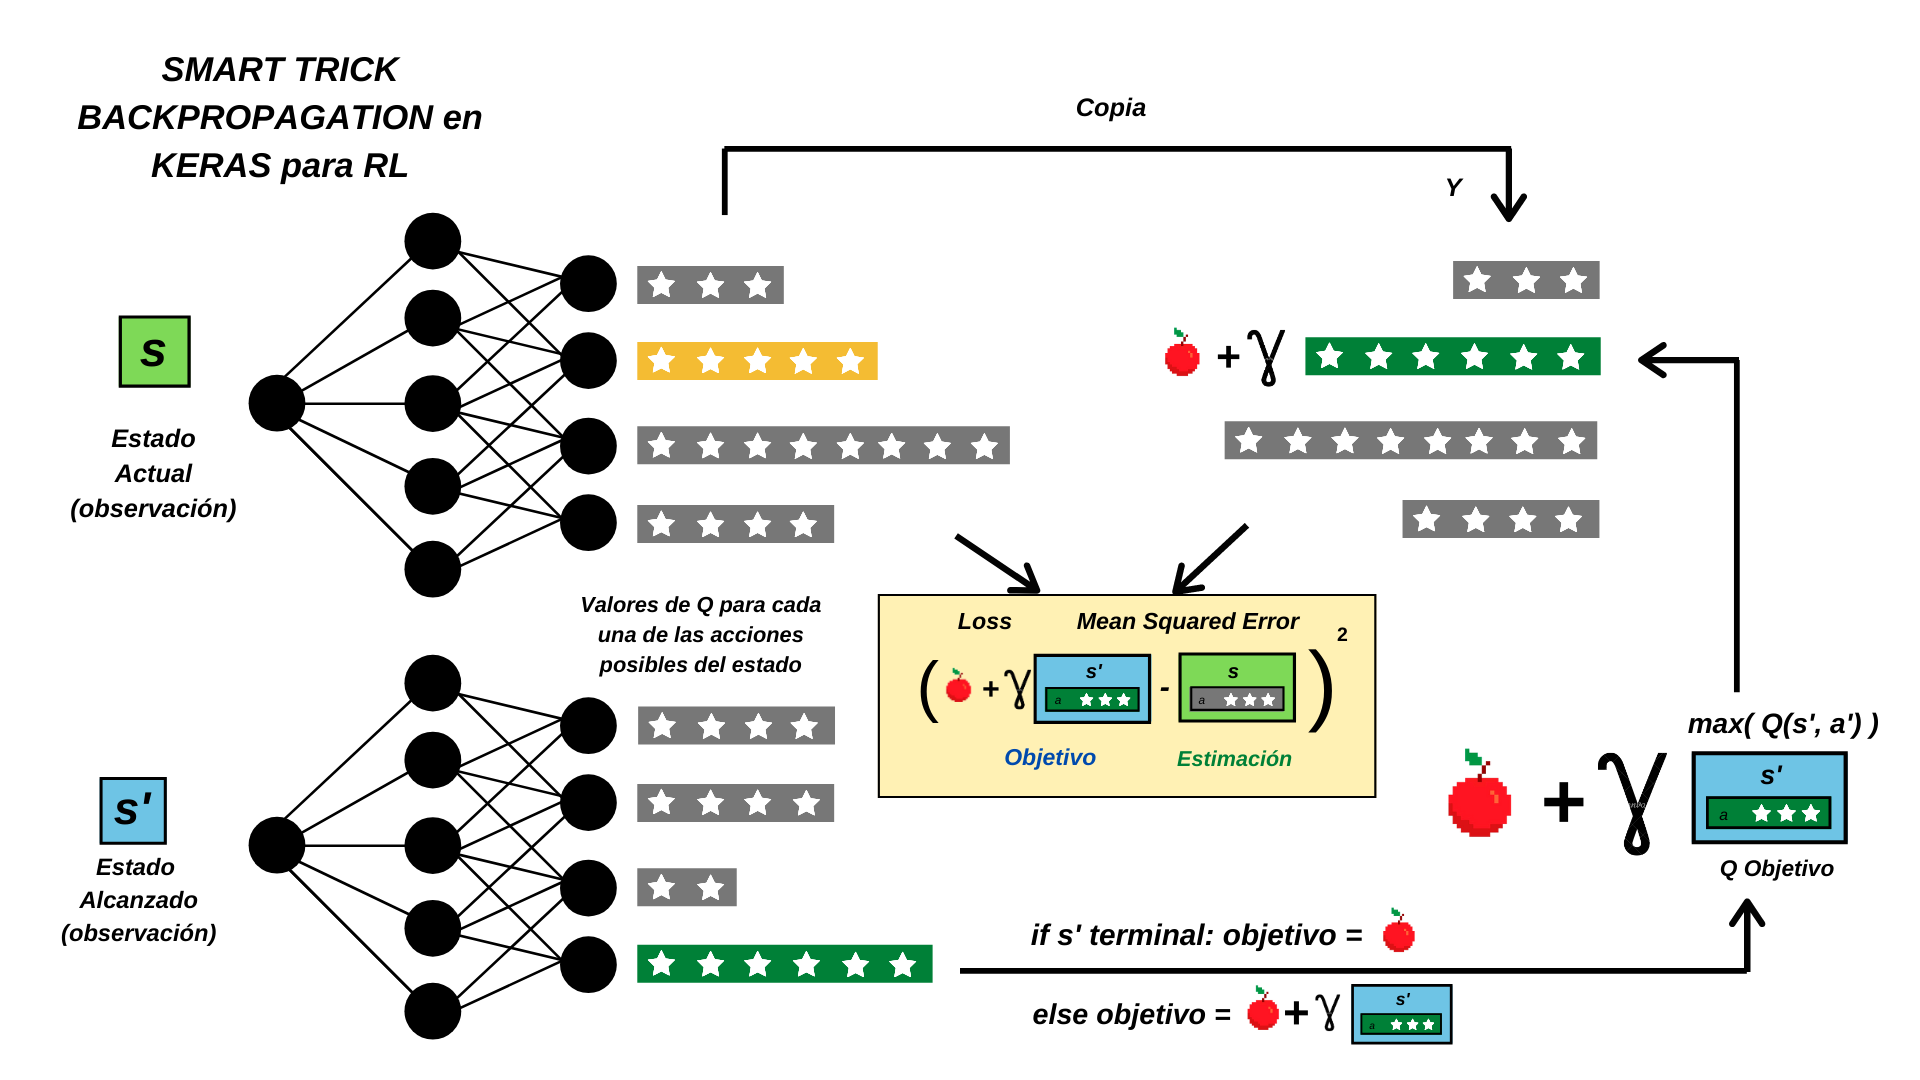 SMART TRICK
BACKPROPAGATION en
KERAS para RL
Copia
Y
s
Estado
Actual
(observación)
+ γ
Valores de Q para cada
una de las acciones
posibles del estado
Loss
Mean Squared Error
( + γ s' a - s a ) 2
Objetivo
Estimación
s'
Estado
Alcanzado
(observación)
max( Q(s', a') )
+ γ s'
a
Q Objetivo
if s' terminal: objetivo =
else objetivo = + γ s'
a